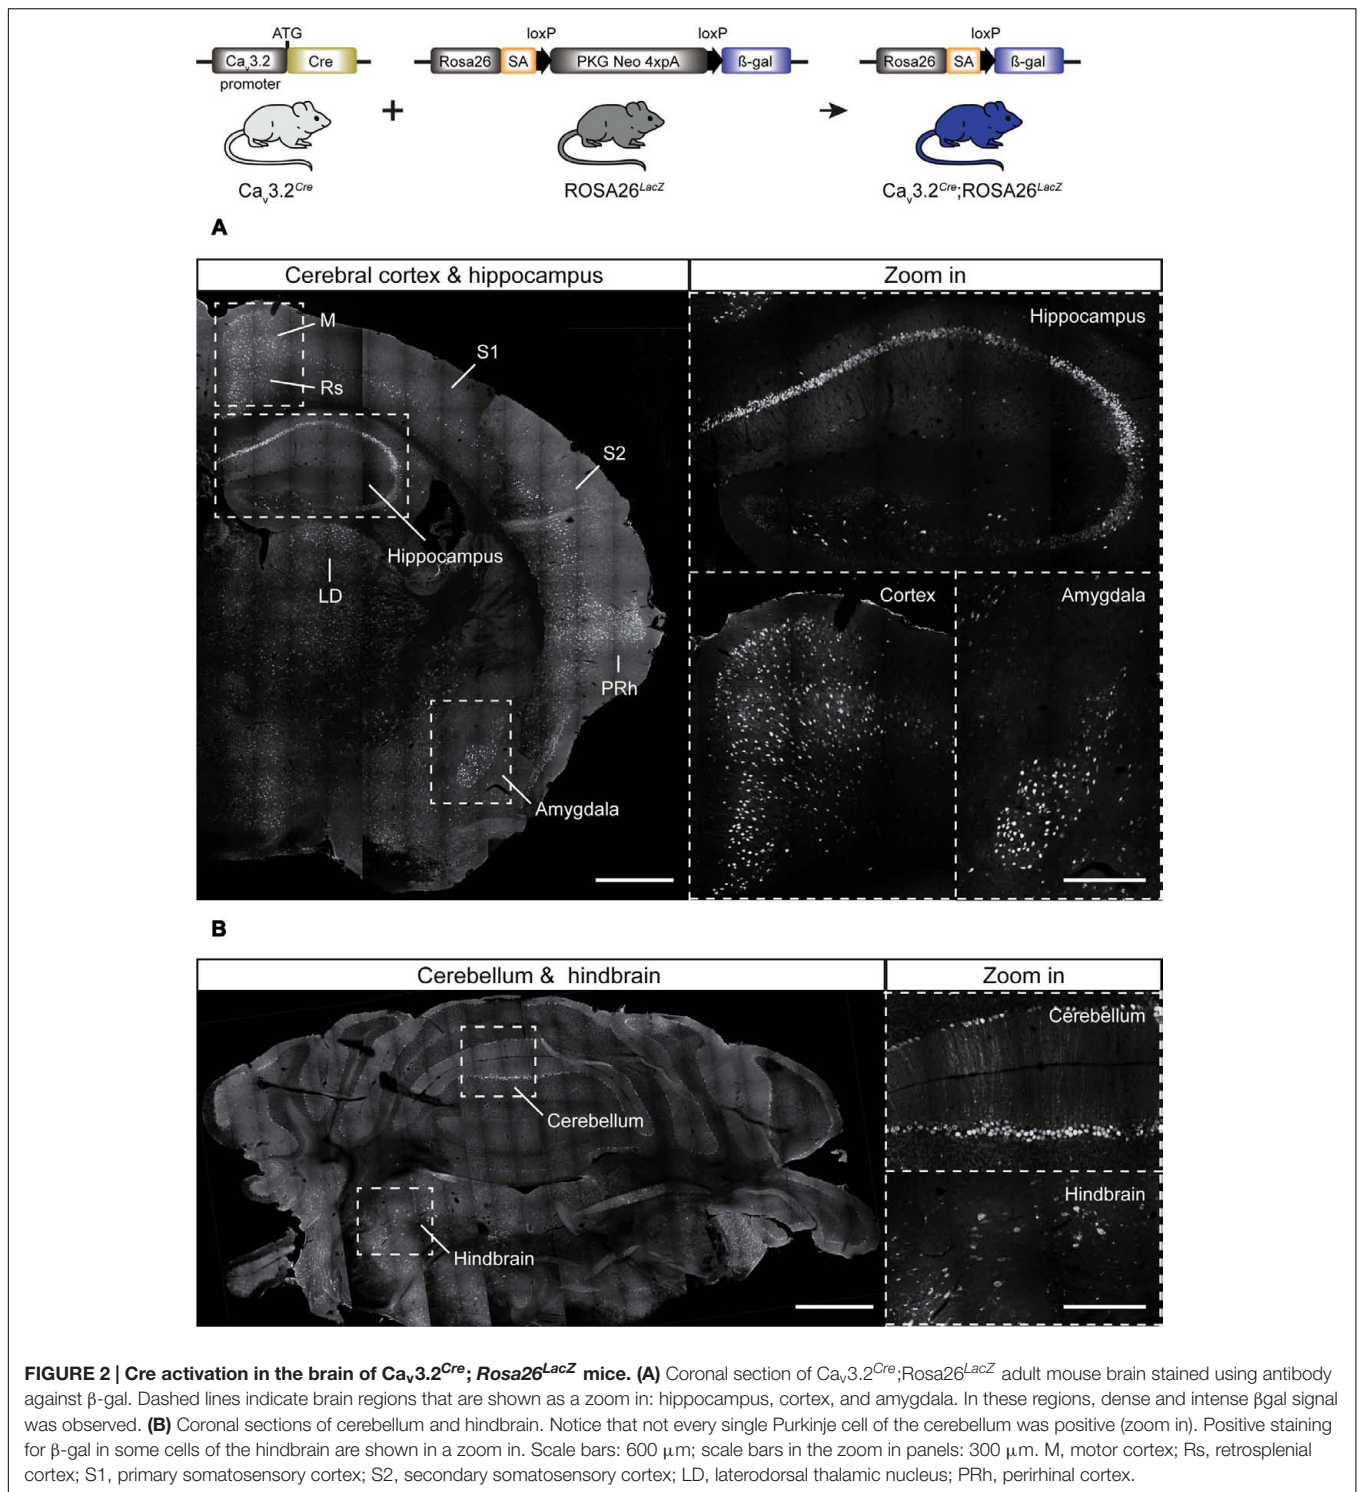 ATG
loxP
loxP
loxP
Cav3.2
Cre
Rosa26
SA
PKG Neo 4xpA
ß-gal
Rosa26
SA
ß-gal
promoter
+
Cav3.2Cre
ROSA26LacZ
Cav3.2Cre;ROSA26LacZ
A
Cerebral cortex & hippocampus
Zoom in
M
Rs
S1
S2
Hippocampus
LD
PRh
Amygdala
Hippocampus
Cortex
Amygdala
B
Cerebellum & hindbrain
Zoom in
Cerebellum
Hindbrain
Cerebellum
Hindbrain
FIGURE 2 | Cre activation in the brain of Cav3.2Cre; Rosa26LacZ mice. (A) Coronal section of Cav3.2Cre;Rosa26LacZ adult mouse brain stained using antibody
against β-gal. Dashed lines indicate brain regions that are shown as a zoom in: hippocampus, cortex, and amygdala. In these regions, dense and intense βgal signal
was observed. (B) Coronal sections of cerebellum and hindbrain. Notice that not every single Purkinje cell of the cerebellum was positive (zoom in). Positive staining
for β-gal in some cells of the hindbrain are shown in a zoom in. Scale bars: 600 μm; scale bars in the zoom in panels: 300 μm. M, motor cortex; Rs, retrosplenial
cortex; S1, primary somatosensory cortex; S2, secondary somatosensory cortex; LD, laterodorsal thalamic nucleus; PRh, perirhinal cortex.